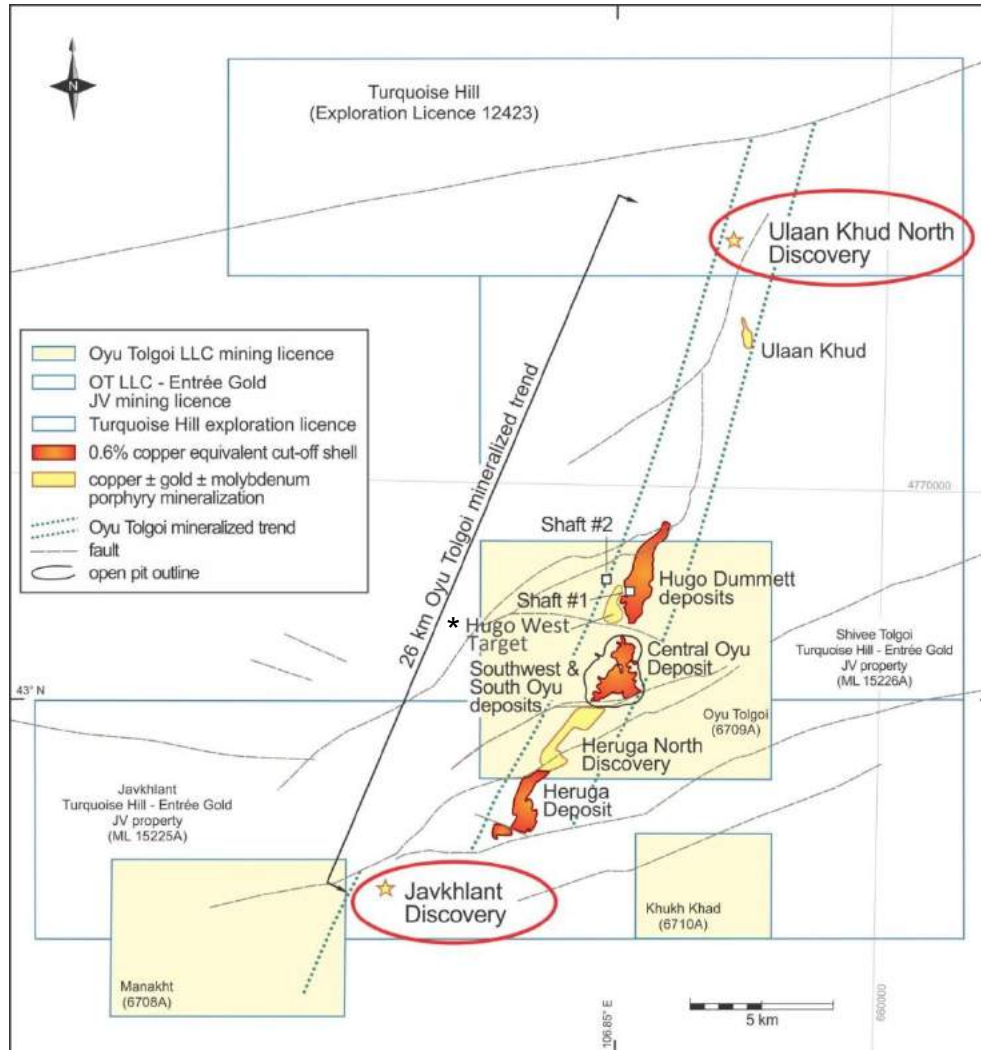 N
Turquoise Hill
(Exploration Licence 12423)
Ulaan Khud North
Discovery
Ulaan Khud
Oyu Tolgoi LLC mining licence
OT LLC - Entrée Gold
JV mining licence
Turquoise Hill exploration licence
0.6% copper equivalent cut-off shell
copper ± gold ± molybdenum
porphyry mineralization
Oyu Tolgoi mineralized trend
fault
open pit outline
26 km Oyu Tolgoi mineralized trend
4770000
Shaft #2
Hugo Dummett
deposits
Shaft #1
* Hugo West
Target
Central Oyu
Deposit
Southwest &
South Oyu
deposits
Shivee Tolgoi
Turquoise Hill - Entrée Gold
JV property
(ML 15226A)
43° N
Oyu Tolgoi
(6709A)
Heruga North
Discovery
Heruga
Deposit
Javkhlant
Turquoise Hill - Entrée Gold
JV property
(ML 15225A)
Javkhlant
Discovery
Khukh Khad
(6710A)
Manakht
(6708A)
106.85° E
660000
5 km